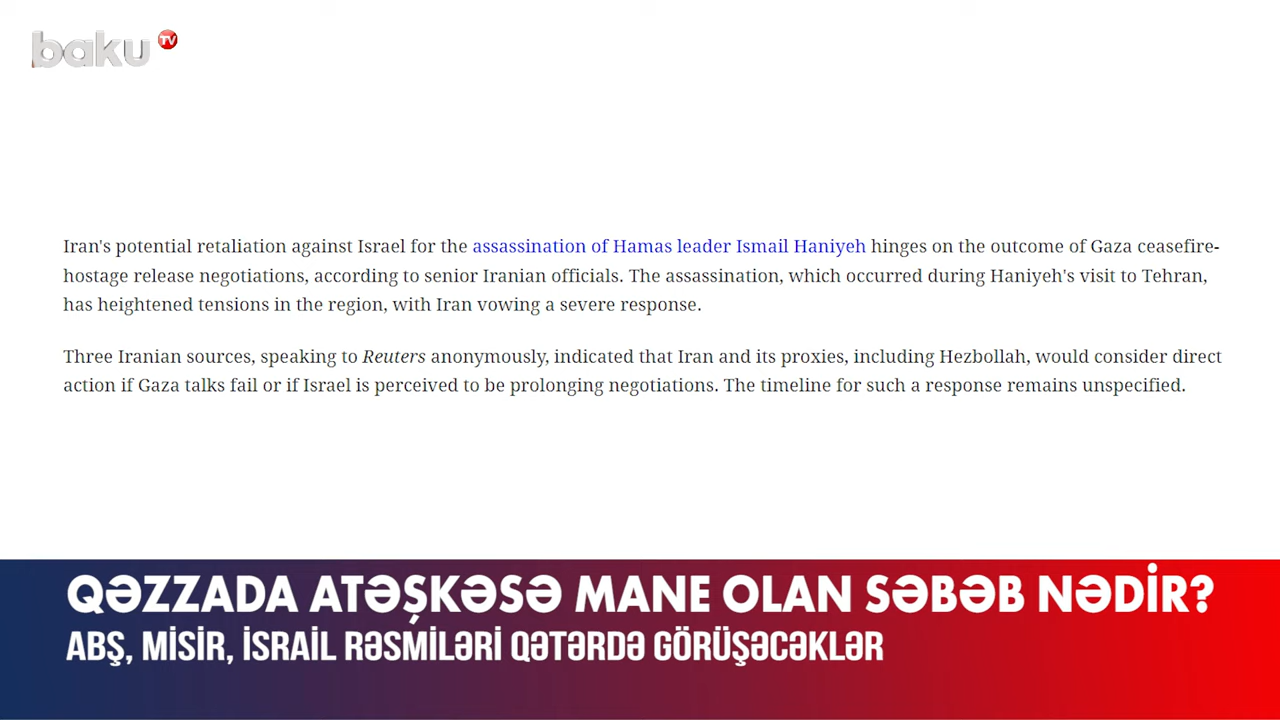 baku TV
Iran's potential retaliation against Israel for the assassination of Hamas leader Ismail Haniyeh hinges on the outcome of Gaza ceasefire-
hostage release negotiations, according to senior Iranian officials. The assassination, which occurred during Haniyeh's visit to Tehran,
has heightened tensions in the region, with Iran vowing a severe response.
Three Iranian sources, speaking to Reuters anonymously, indicated that Iran and its proxies, including Hezbollah, would consider direct
action if Gaza talks fail or if Israel is perceived to be prolonging negotiations. The timeline for such a response remains unspecified.
QƏZZADA ATƏŞKƏSƏ MANE OLAN SƏBƏB NƏDİR?
ABŞ, MİSİR, İSRAİL RƏSMİLƏRİ QƏTƏRDƏ GÖRÜŞƏCƏKLƏR